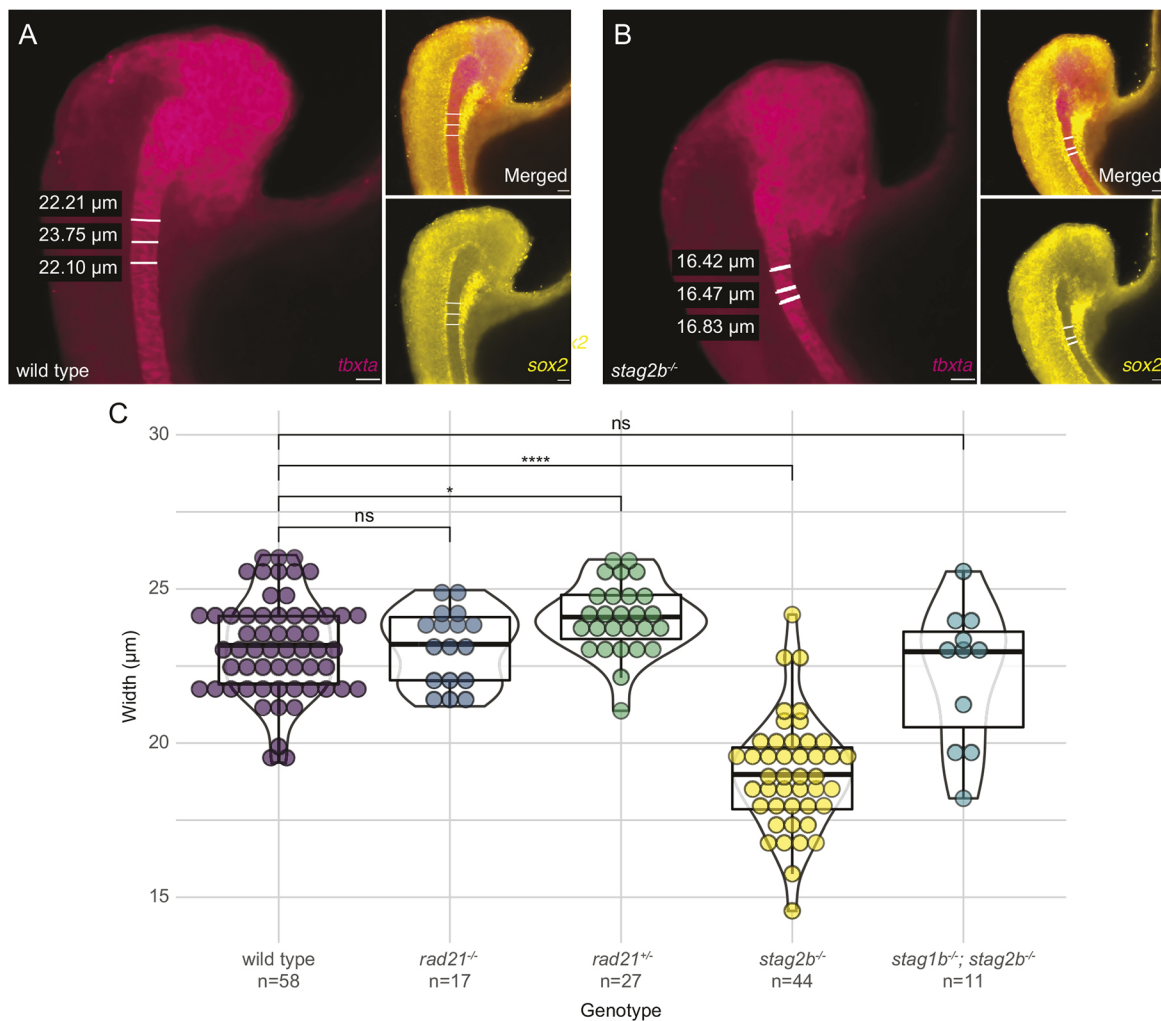 A
22.21 µm
23.75 µm
22.10 µm
wild type
tbxta
Merged
sox2
x2
B
16.42 µm
16.47 µm
16.83 µm
stag2b-/-
tbxta
Merged
sox2
C
30
25
20
15
Width (µm)
ns
****
*
ns
wild type
n=58
rad21-/-
n=17
rad21+/-
n=27
stag2b-/-
n=44
stag1b-/-; stag2b-/-
n=11
Genotype